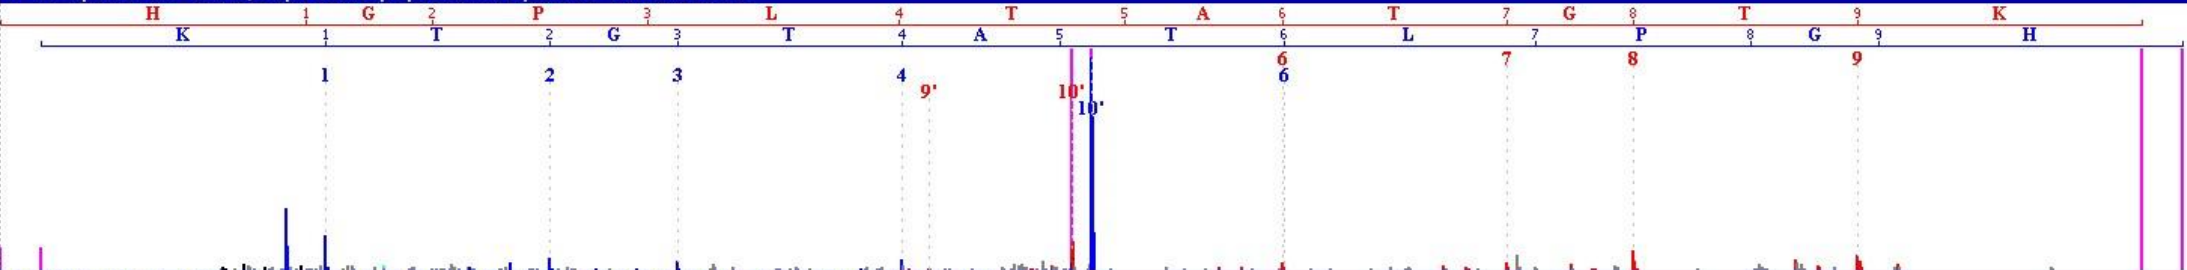 H 1 G 2 P 3 L 4 T 5 A 6 T 7 G 8 T 9 K
K 1 T 2 G 3 T 4 A 5 T 6 L 7 P 8 G 9 H
6 7 8 9
1 2 3 4 6
9' 10'
10'